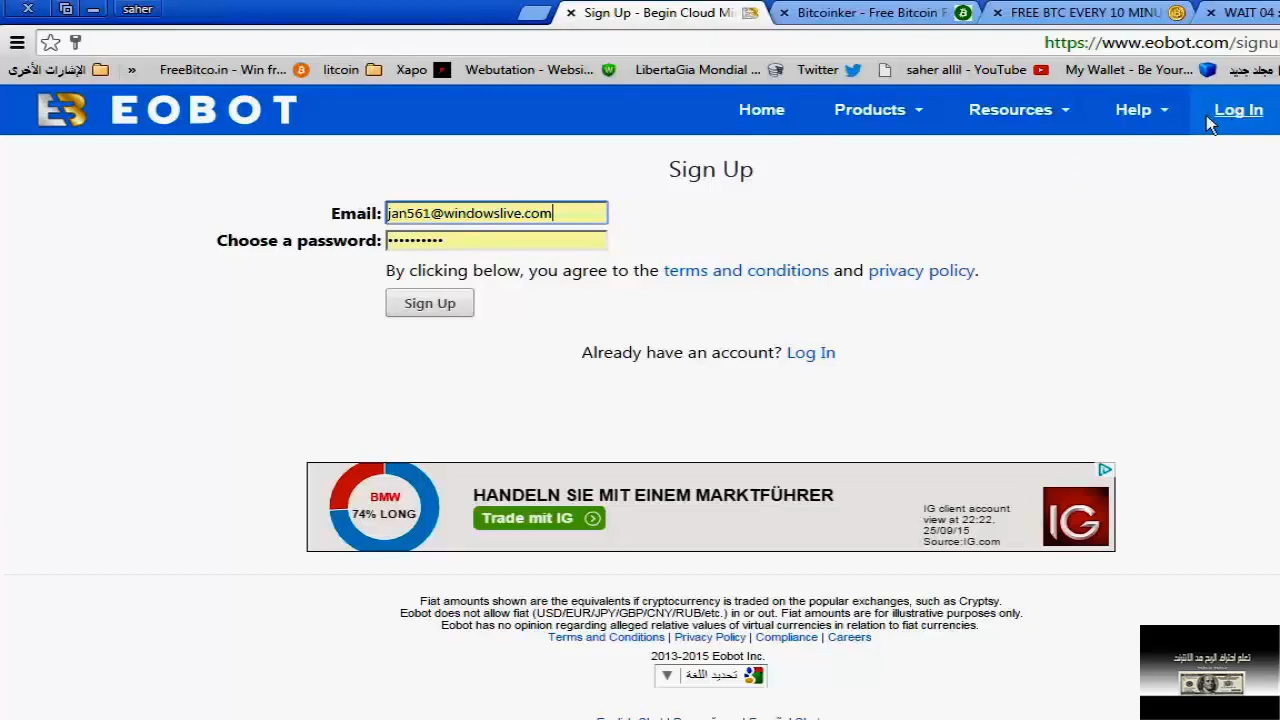 saher
Sign Up - Begin Cloud Mi
Bitcoinker - Free Bitcoin F
FREE BTC EVERY 10 MINU
WAIT 04
https://www.eobot.com/signu
الإشارات الأخرى
»
FreeBitco.in - Win fr...
litcoin
Xapo
Webutation - Websi...
LibertaGia Mondial ...
Twitter
saher allil - YouTube
My Wallet - Be Your...
مجلد جديد
EOBOT
Home
Products
Resources
Help
Log In
Sign Up
Email: jan561@windowslive.com
Choose a password: ••••••••••
By clicking below, you agree to the terms and conditions and privacy policy.
Sign Up
Already have an account? Log In
BMW
74% LONG
HANDELN SIE MIT EINEM MARKTFÜHRER
Trade mit IG
IG client account
view at 22:22,
25/09/15
Source:IG.com
IG
Fiat amounts shown are the equivalents if cryptocurrency is traded on the popular exchanges, such as Cryptsy.
Eobot does not allow fiat (USD/EUR/JPY/GBP/CNY/RUB/etc.) in or out. Fiat amounts are for illustrative purposes only.
Eobot has no opinion regarding alleged relative values of virtual currencies in relation to fiat currencies.
Terms and Conditions | Privacy Policy | Compliance | Careers
2013-2015 Eobot Inc.
تحديد اللغة
تعلم احتراف الربح من الانترنت